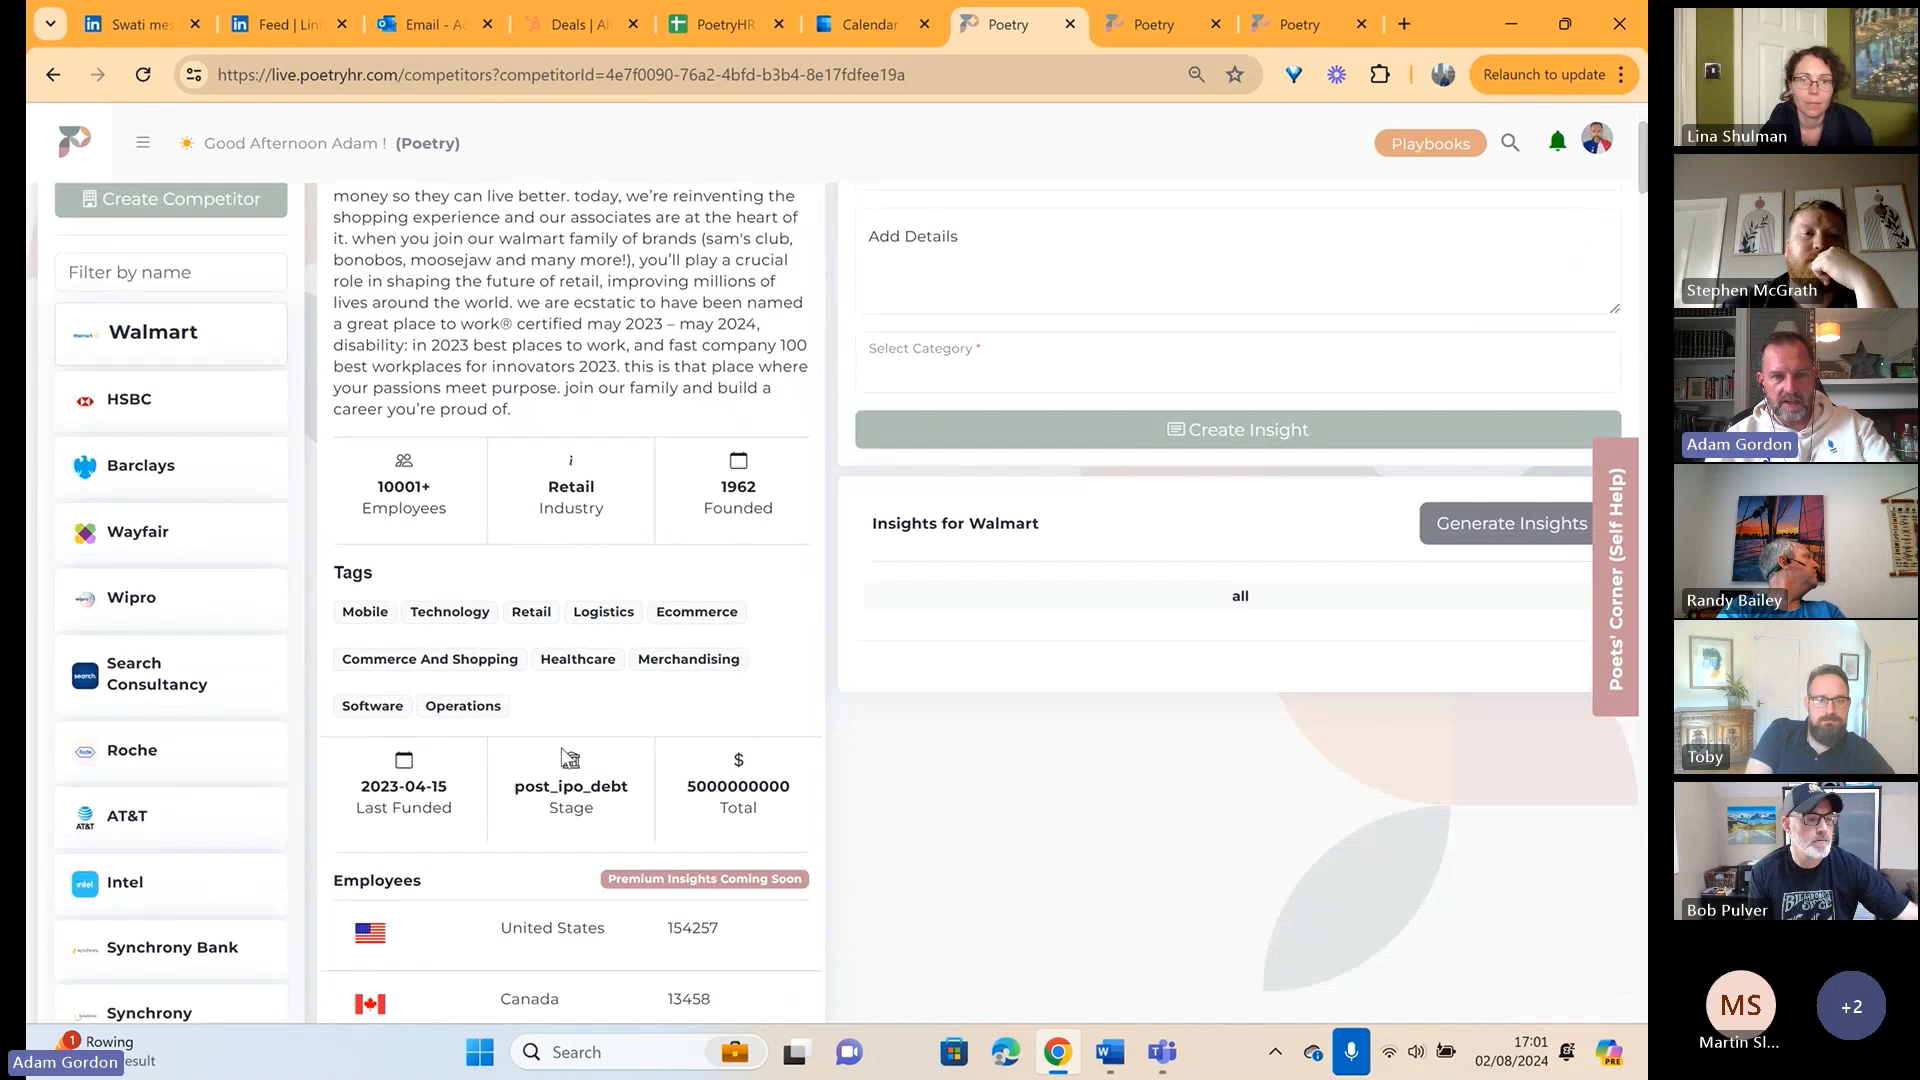 Swati mes
Feed | Lin
Email - A
Deals | Al
PoetryHR
Calendar
Poetry
Poetry
Poetry
https://live.poetryhr.com/competitors?competitorId=4e7f0090-76a2-4bfd-b3b4-8e17fdfee19a
Relaunch to update
Good Afternoon Adam ! (Poetry)
Playbooks
Create Competitor
Filter by name
Walmart
HSBC
Barclays
Wayfair
wipro
Wipro
Search
Consultancy
search
Roche
Roche
AT&T
AT&T
intel
Intel
Synchrony Bank
Synchrony
money so they can live better. today, we're reinventing the
shopping experience and our associates are at the heart of
it. when you join our walmart family of brands (sam's club,
bonobos, moosejaw and many more!), you'll play a crucial
role in shaping the future of retail, improving millions of
lives around the world. we are ecstatic to have been named
a great place to work® certified may 2023 – may 2024,
disability: in 2023 best places to work, and fast company 100
best workplaces for innovators 2023. this is that place where
your passions meet purpose. join our family and build a
career you're proud of.
10001+
Employees
Retail
Industry
1962
Founded
Tags
Mobile
Technology
Retail
Logistics
Ecommerce
Commerce And Shopping
Healthcare
Merchandising
Software
Operations
2023-04-15
Last Funded
post_ipo_debt
Stage
$
5000000000
Total
Employees
Premium Insights Coming Soon
United States
154257
Canada
13458
Add Details
Select Category *
Create Insight
Insights for Walmart
Generate Insights
all
Poets' Corner (Self Help)
1
Rowing
esult
Adam Gordon
Search
17:01
02/08/2024
PRE
Lina Shulman
Stephen McGrath
Adam Gordon
Randy Bailey
Toby
BILLABONG
Bob Pulver
MS
Martin Sl...
+2